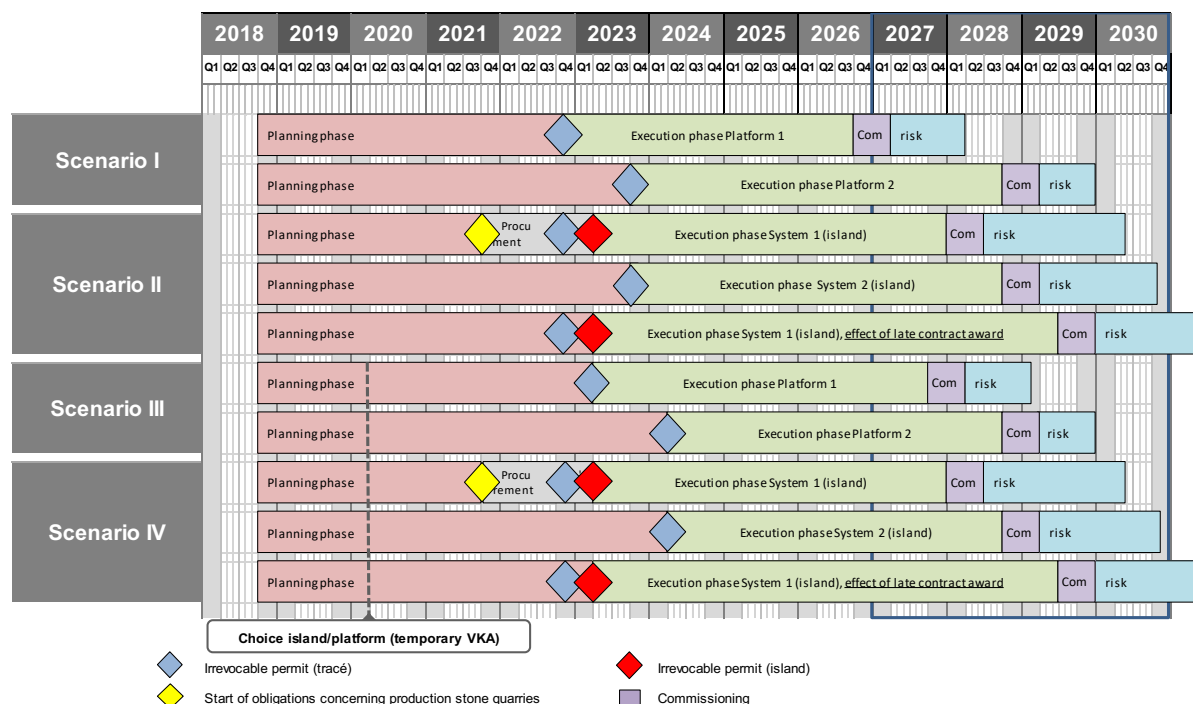 2018 2019 2020 2021 2022 2023 2024 2025 2026 2027 2028 2029 2030
Q1 Q2 Q3 Q4 Q1 Q2 Q3 Q4 Q1 Q2 Q3 Q4 Q1 Q2 Q3 Q4 Q1 Q2 Q3 Q4 Q1 Q2 Q3 Q4 Q1 Q2 Q3 Q4 Q1 Q2 Q3 Q4 Q1 Q2 Q3 Q4 Q1 Q2 Q3 Q4 Q1 Q2 Q3 Q4 Q1 Q2 Q3 Q4 Q1 Q2 Q3 Q4
Scenario I
Planning phase Execution phase Platform 1 Com risk
Planning phase Execution phase Platform 2 Com risk
Scenario II
Planning phase Procu
ment Execution phase System 1 (island) Com risk
Planning phase Execution phase System 2 (island) Com risk
Planning phase Execution phase System 1 (island), effect of late contract award Com risk
Scenario III
Planning phase Execution phase Platform 1 Com risk
Planning phase Execution phase Platform 2 Com risk
Scenario IV
Planning phase Procu
rement Execution phase System 1 (island) Com risk
Planning phase Execution phase System 2 (island) Com risk
Planning phase Execution phase System 1 (island), effect of late contract award Com risk
Choice island/platform (temporary VKA)
Irrevocable permit (tracé)
Irrevocable permit (island)
Start of obligations concerning production stone quarries
Commissioning